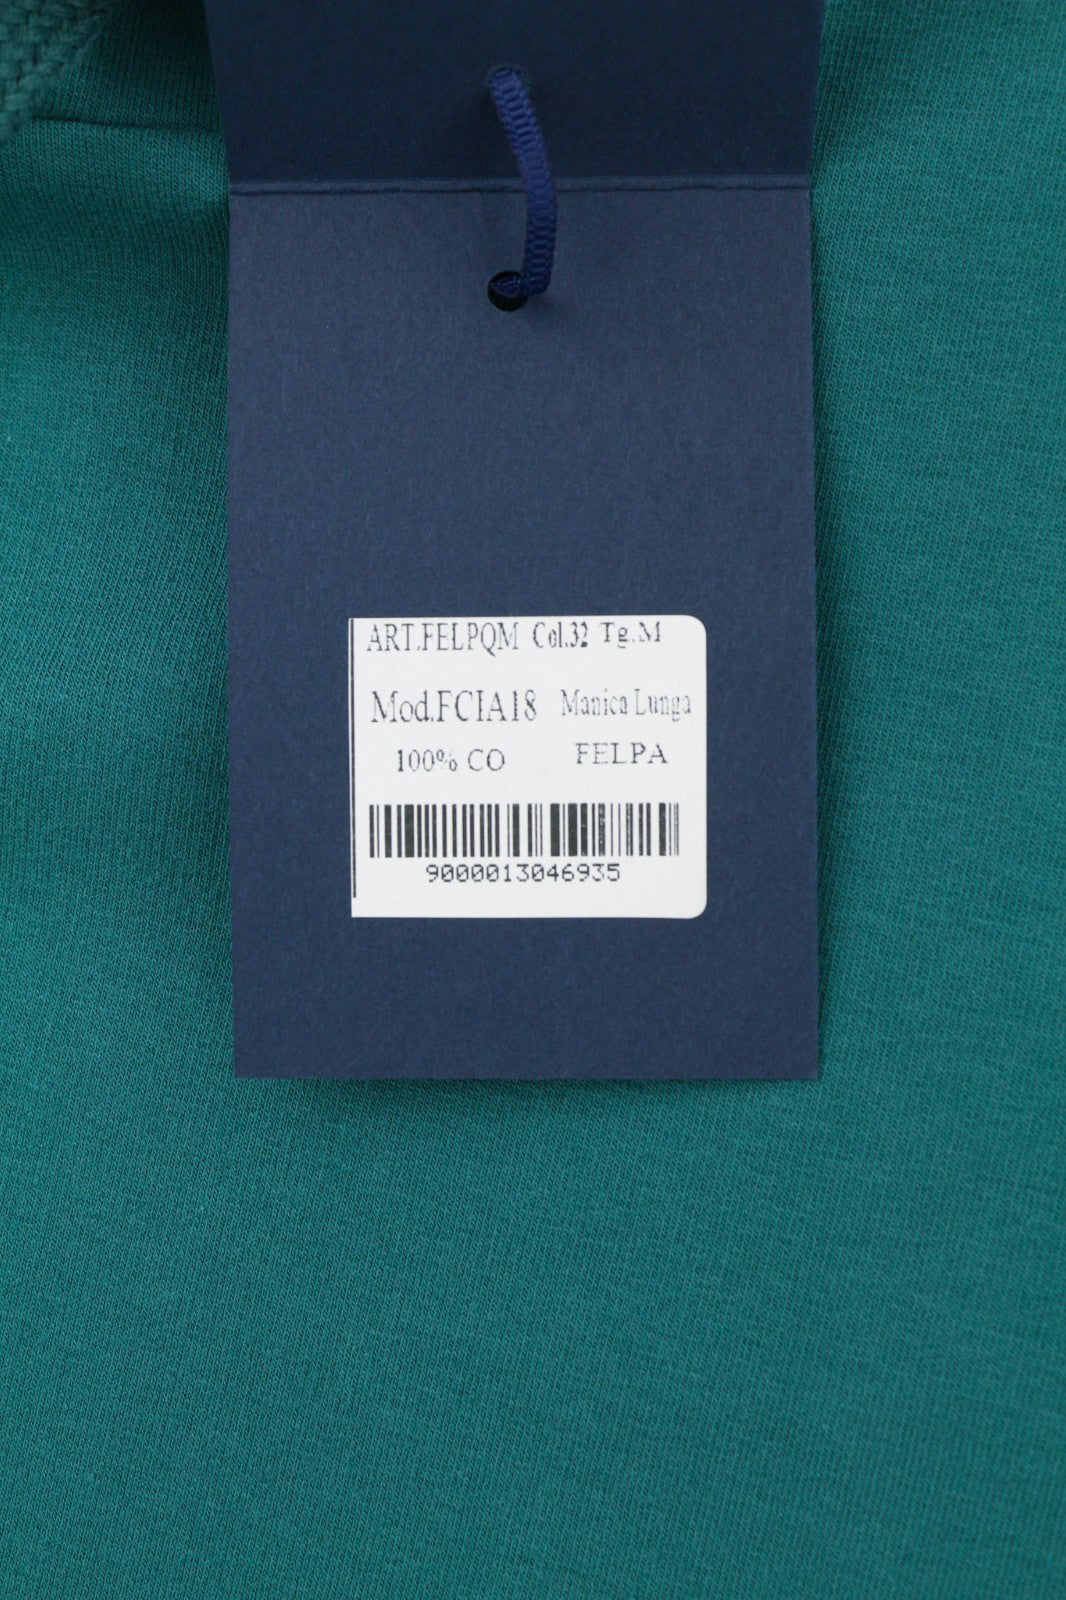 ART.FELPQM Col.32 Tg.M
Mod.FCIA18 Manica Lunga
100% CO FELPA
9000013046935